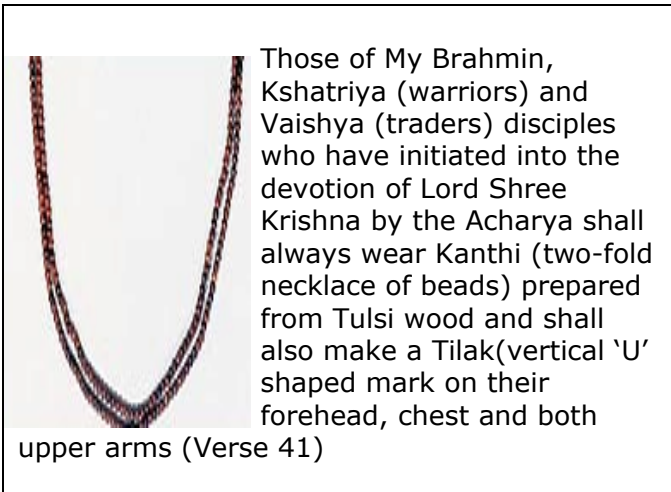 Those of My Brahmin,
Kshatriya (warriors) and
Vaishya (traders) disciples
who have initiated into the
devotion of Lord Shree
Krishna by the Acharya shall
always wear Kanthi (two-fold
necklace of beads) prepared
from Tulsi wood and shall
also make a Tilak(vertical ‘U’
shaped mark on their
forehead, chest and both
upper arms (Verse 41)